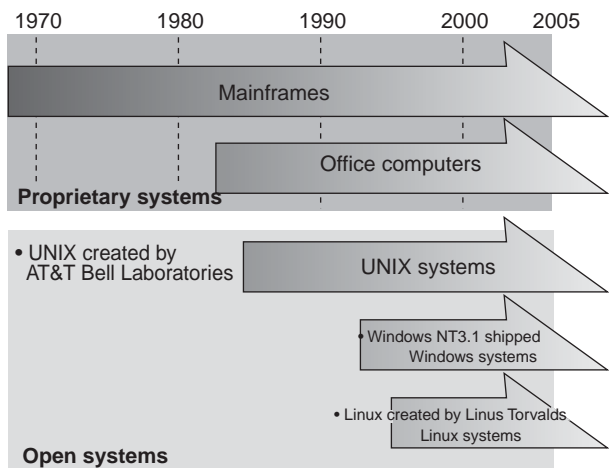 1970 1980 1990 2000 2005
Mainframes
Office computers
Proprietary systems
• UNIX created by
AT&T Bell Laboratories
UNIX systems
• Windows NT3.1 shipped
Windows systems
• Linux created by Linus Torvalds
Linux systems
Open systems